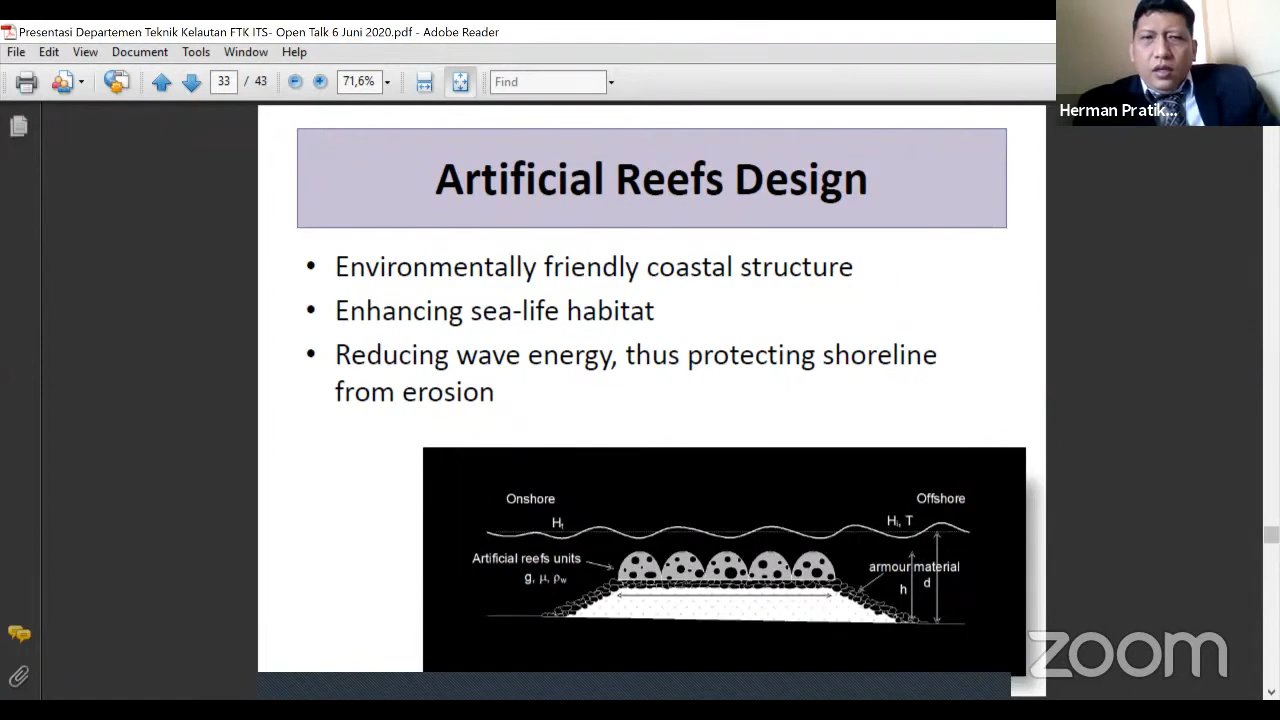 Presentasi Departemen Teknik Kelautan FTK ITS- Open Talk 6 Juni 2020.pdf - Adobe Reader
File Edit View Document Tools Window Help
33 / 43 71,6% Find
Herman Pratik...
Artificial Reefs Design
• Environmentally friendly coastal structure
• Enhancing sea-life habitat
• Reducing wave energy, thus protecting shoreline
from erosion
Onshore Offshore
Ht Hi, T
Artificial reefs units
g, μ, ρw
armour material
h d
zoom